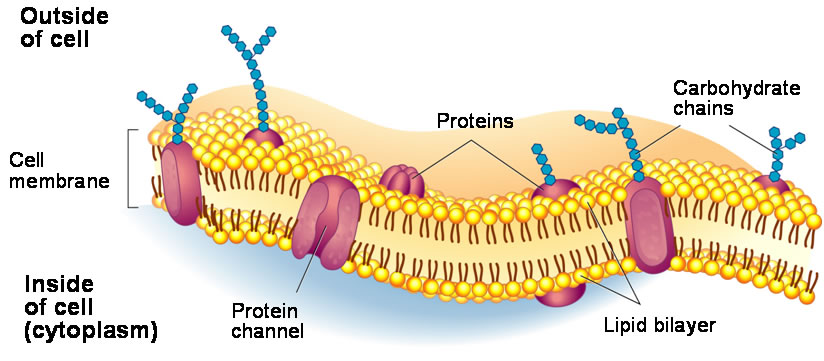 Outside
of cell
Carbohydrate
chains
Proteins
Cell
membrane
Inside
of cell
(cytoplasm)
Protein
channel
Lipid bilayer